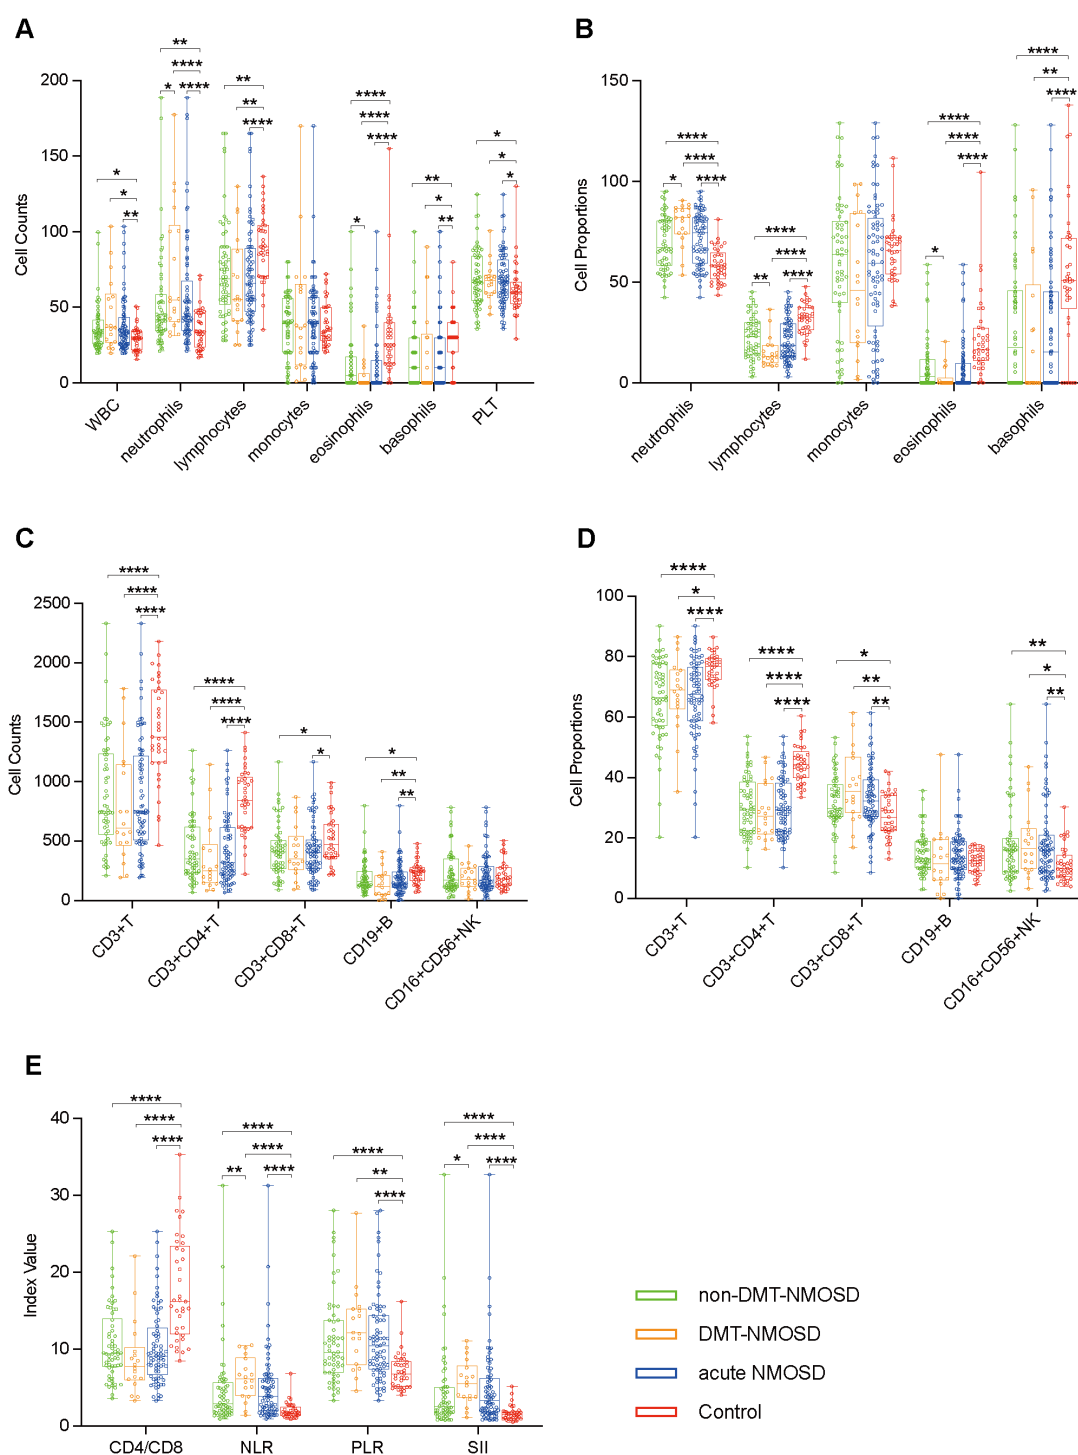 A
B
** **
**** ** ****
* **** ** ****
**** ****
****
200
150
100
50
0
Cell Counts
WBC
neutrophils
lymphocytes
monocytes
eosinophils
basophils
PLT
150
100
50
0
Cell Proportions
neutrophils
lymphocytes
monocytes
eosinophils
basophils
C
D
2500
2000
1500
1000
500
0
Cell Counts
CD3+T
CD3+CD4+T
CD3+CD8+T
CD19+B
CD16+CD56+NK
100
80
60
40
20
0
Cell Proportions
CD3+T
CD3+CD4+T
CD3+CD8+T
CD19+B
CD16+CD56+NK
E
40
30
20
10
0
Index Value
CD4/CD8
NLR
PLR
SII
non-DMT-NMOSD
DMT-NMOSD
acute NMOSD
Control